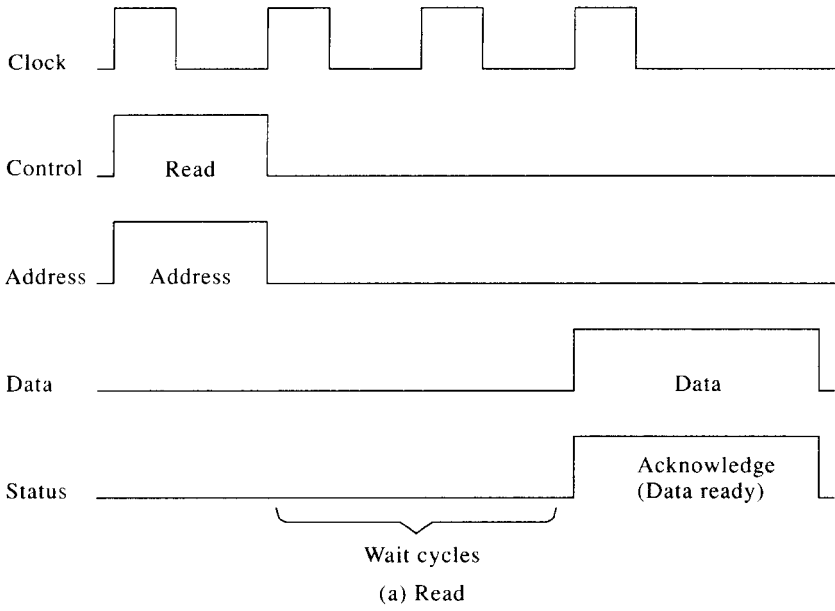 Clock
Control
Read
Address
Address
Data
Data
Status
Acknowledge
(Data ready)
Wait cycles
(a) Read